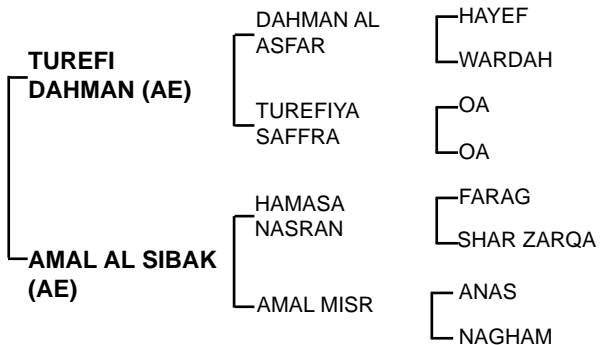 TUREFI
DAHMAN (AE)
DAHMAN AL
ASFAR
HAYEF
WARDAH
TUREFIYA
SAFFRA
OA
OA
AMAL AL SIBAK
(AE)
HAMASA
NASRAN
FARAG
SHAR ZARQA
AMAL MISR
ANAS
NAGHAM